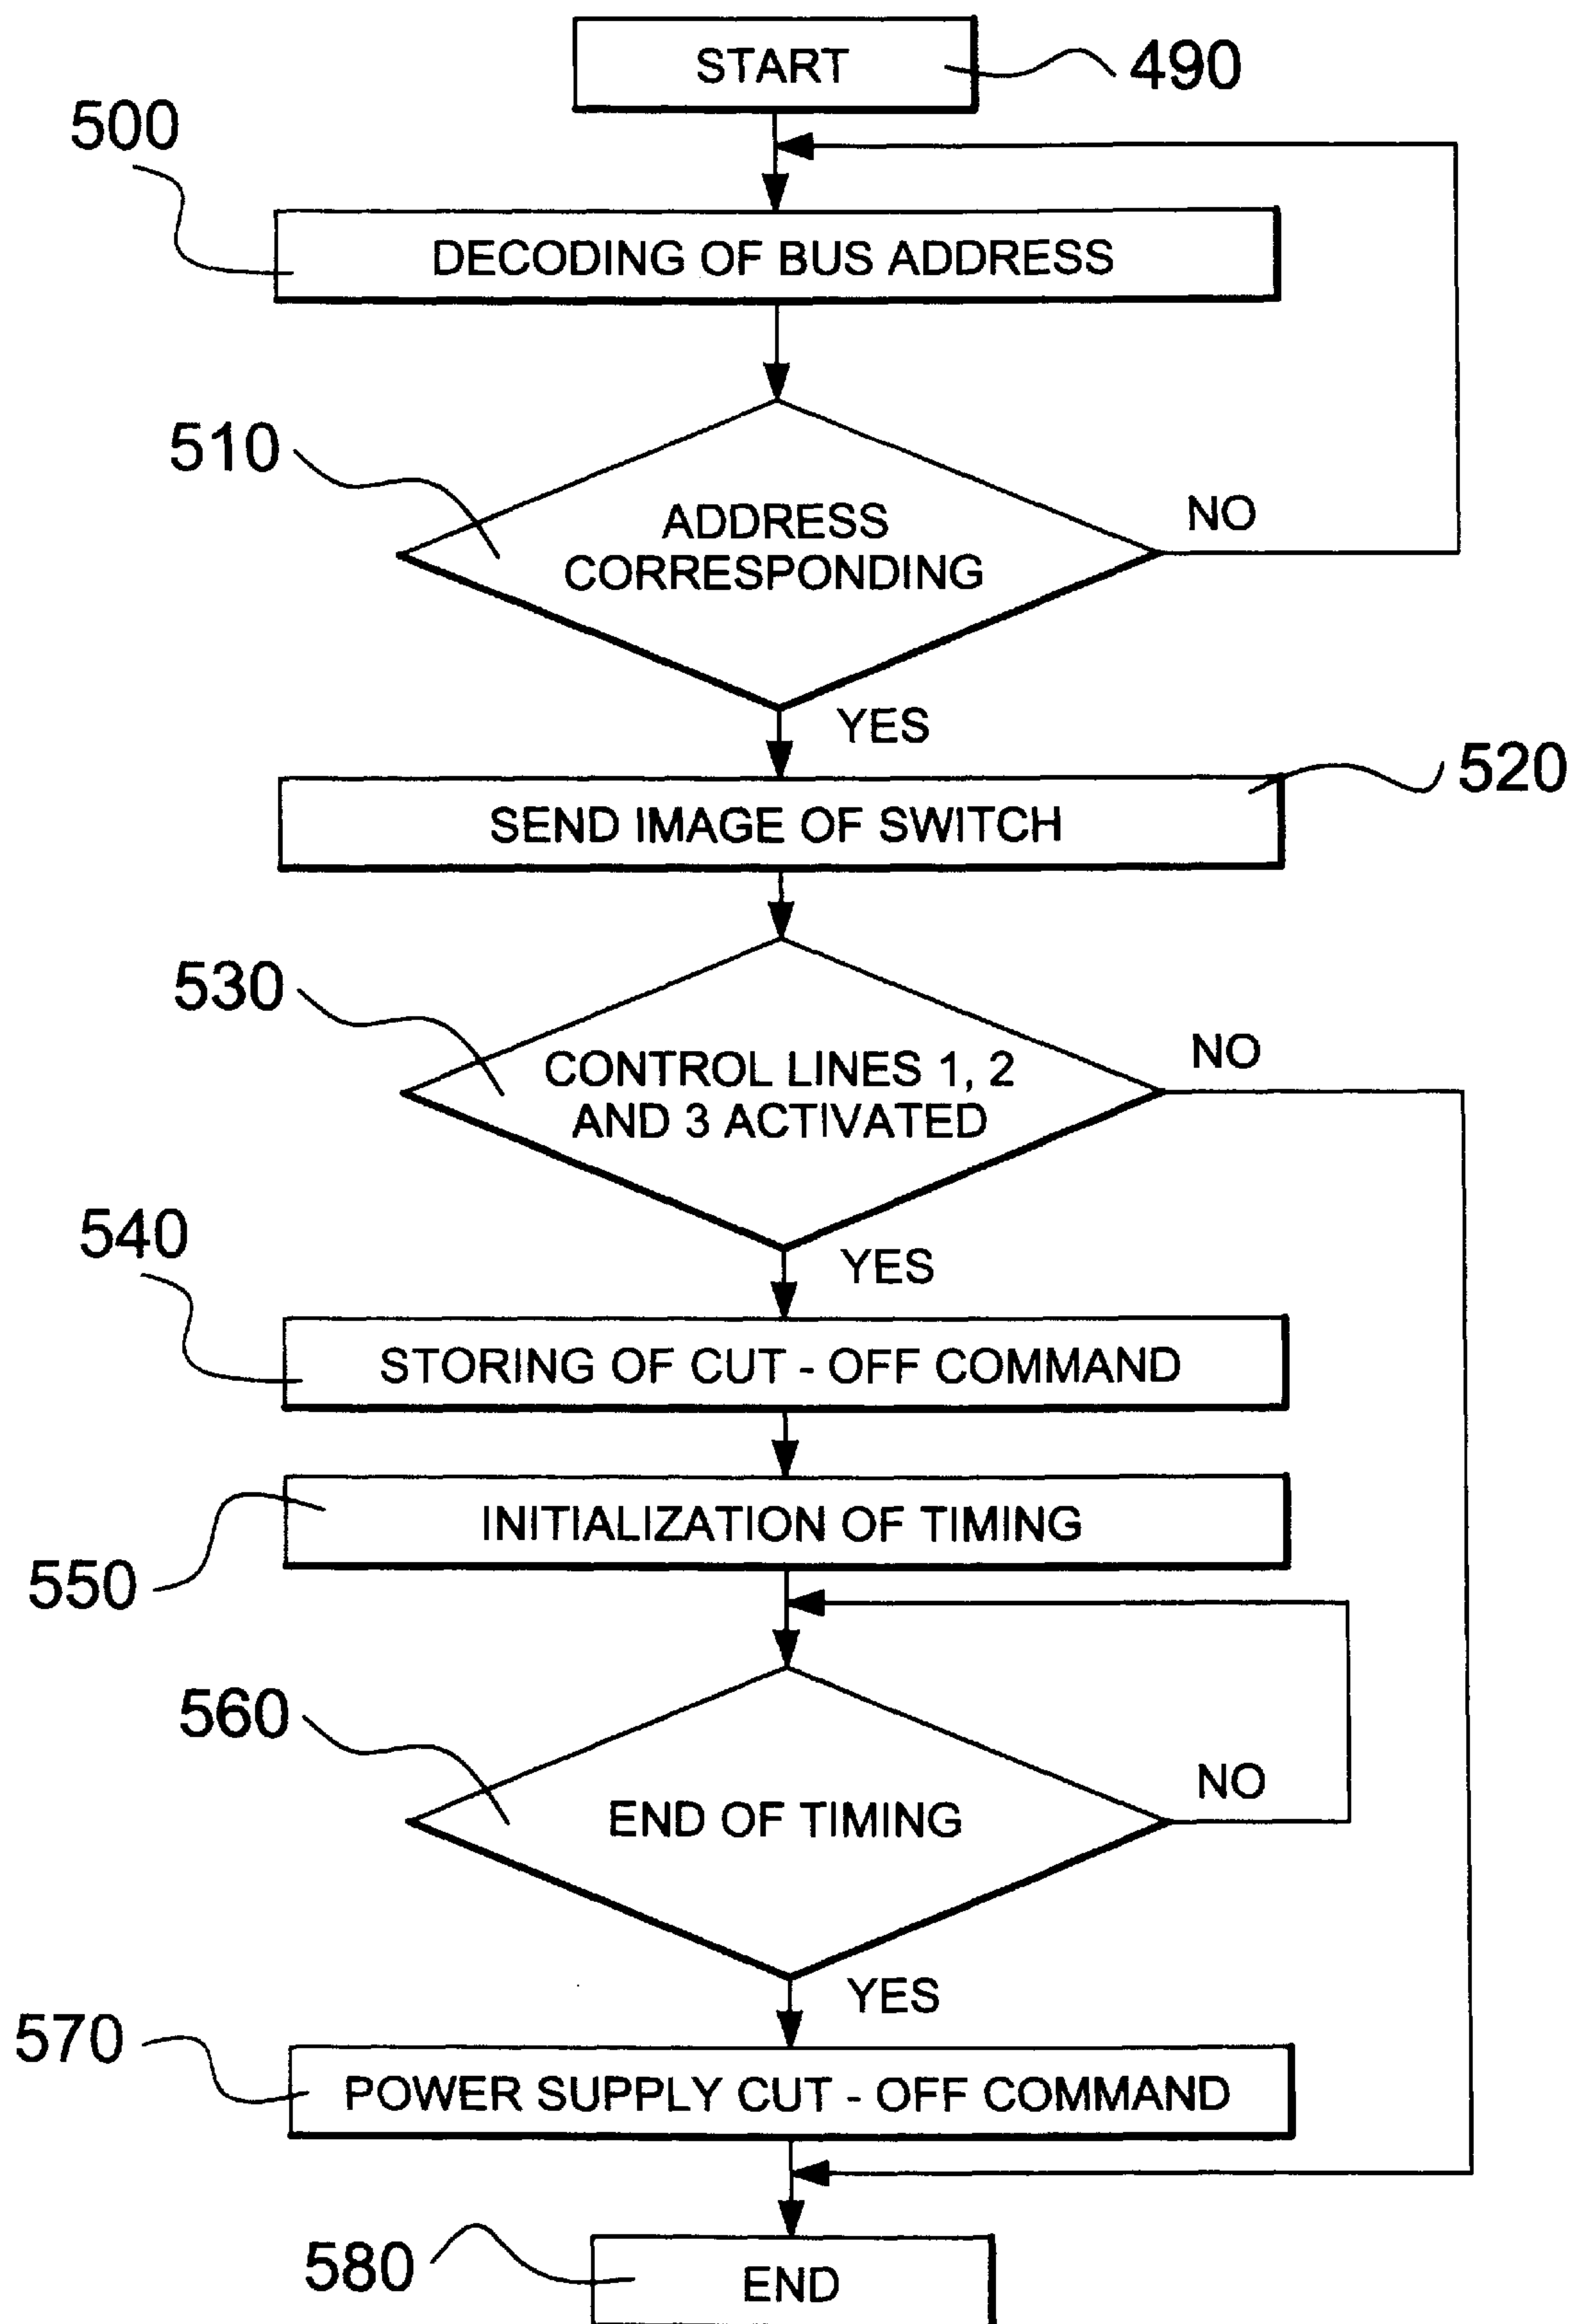 START
490
500
DECODING OF BUS ADDRESS
510
ADDRESS
CORRESPONDING
NO
YES
520
SEND IMAGE OF SWITCH
530
CONTROL LINES 1, 2
AND 3 ACTIVATED
NO
YES
540
STORING OF CUT - OFF COMMAND
INITIALIZATION OF TIMING
550
560
END OF TIMING
NO
YES
570
POWER SUPPLY CUT - OFF COMMAND
580
END